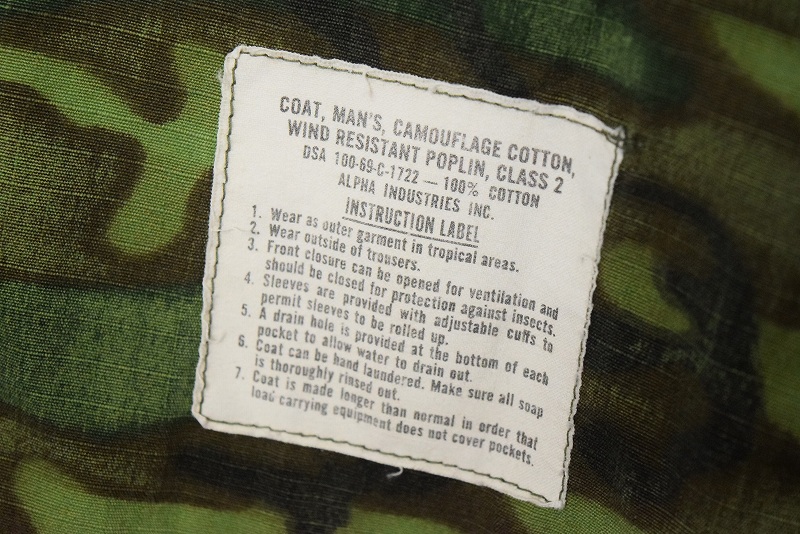 COAT, MAN'S, CAMOUFLAGE COTTON,
WIND RESISTANT POPLIN, CLASS 2
DSA 100-69-C-1722 — 100% COTTON
ALPHA INDUSTRIES INC.
INSTRUCTION LABEL
1. Wear as outer garment in tropical areas.
2. Wear outside of trousers.
3. Front closure can be opened for ventilation and
should be closed for protection against insects.
4. Sleeves are provided with adjustable cuffs to
permit sleeves to be rolled up.
5. A drain hole is provided at the bottom of each
pocket to allow water to drain out.
6. Coat can be hand laundered. Make sure all soap
is thoroughly rinsed out.
7. Coat is made longer than normal in order that
load carrying equipment does not cover pockets.